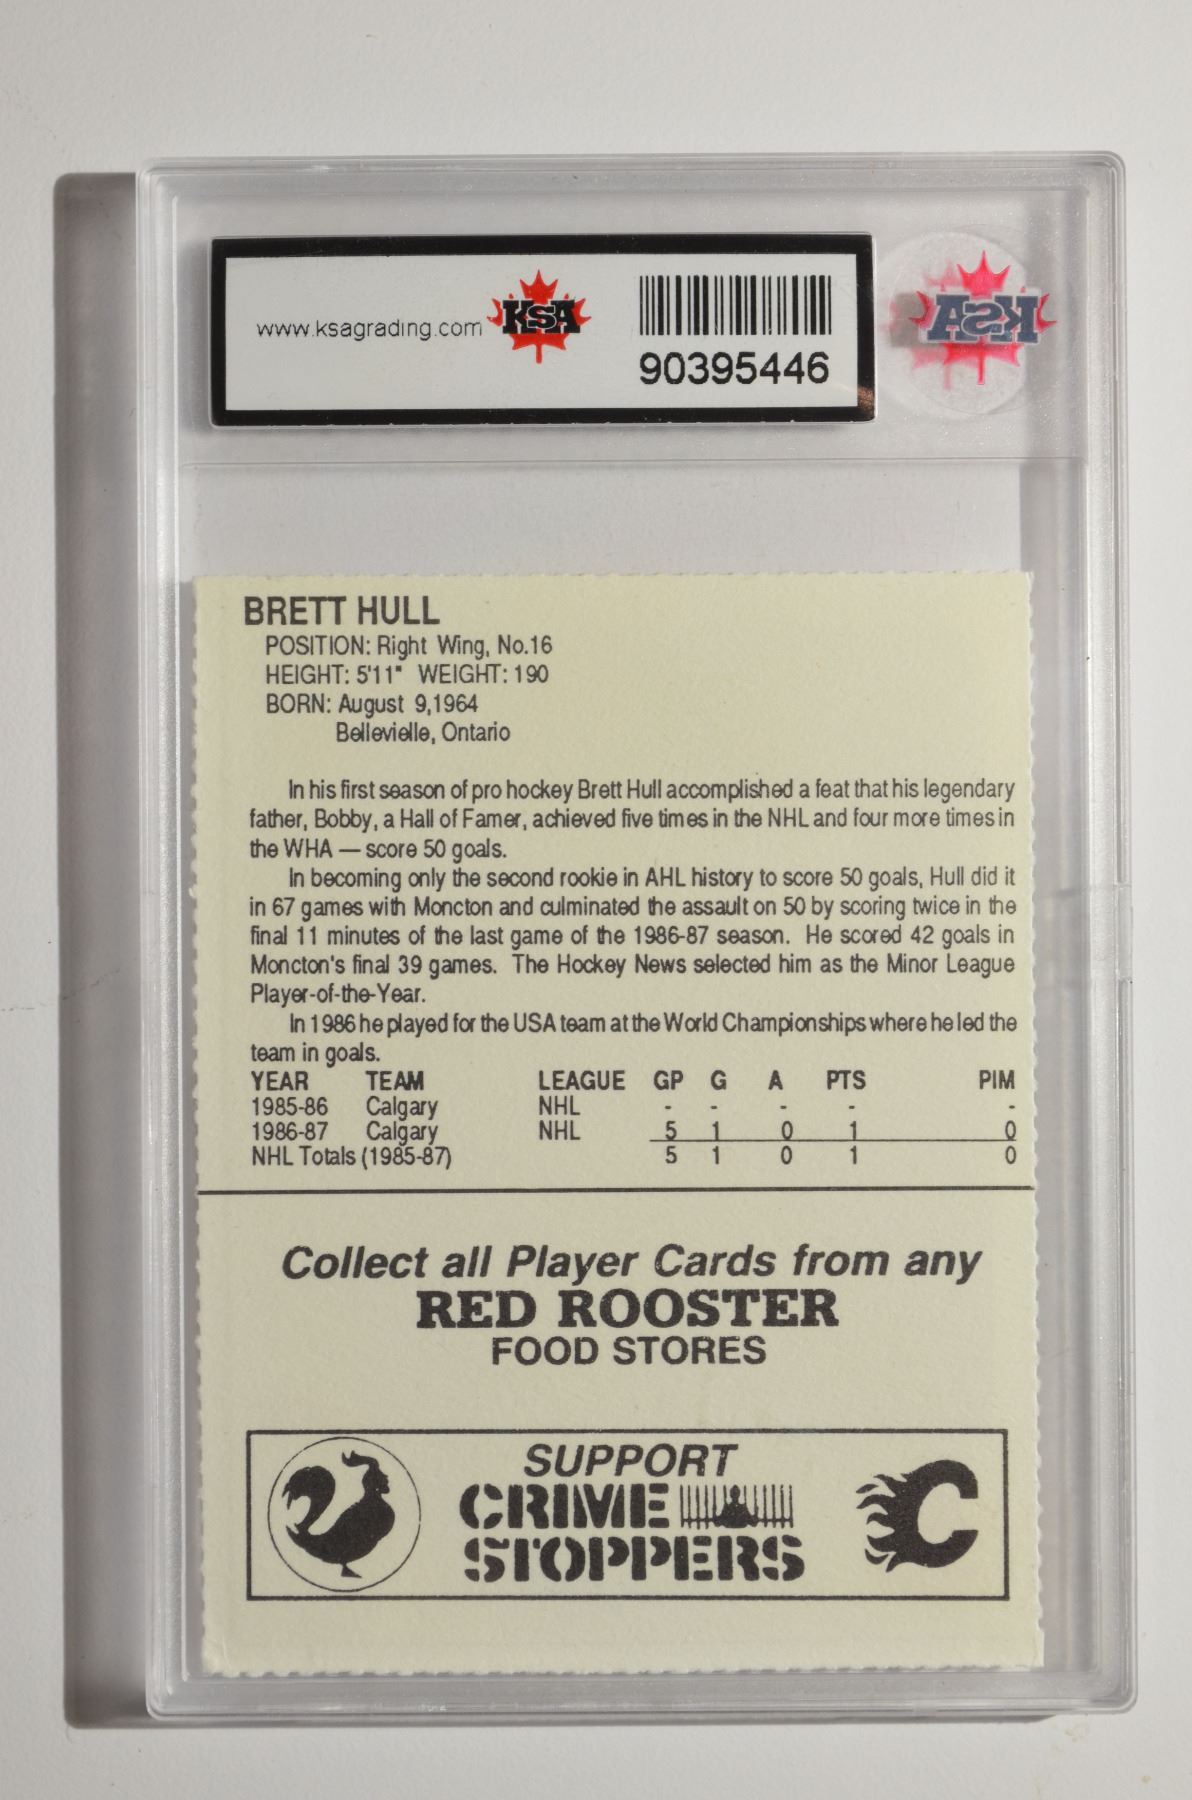 www.ksagrading.com KSA
90395446
KSA
BRETT HULL
POSITION: Right Wing, No.16
HEIGHT: 5'11" WEIGHT: 190
BORN: August 9,1964
Bellevielle, Ontario
In his first season of pro hockey Brett Hull accomplished a feat that his legendary
father, Bobby, a Hall of Famer, achieved five times in the NHL and four more times in
the WHA — score 50 goals.
In becoming only the second rookie in AHL history to score 50 goals, Hull did it
in 67 games with Moncton and culminated the assault on 50 by scoring twice in the
final 11 minutes of the last game of the 1986-87 season. He scored 42 goals in
Moncton's final 39 games. The Hockey News selected him as the Minor League
Player-of-the-Year.
In 1986 he played for the USA team at the World Championships where he led the
team in goals.
YEAR TEAM LEAGUE GP G A PTS PIM
1985-86 Calgary NHL - - - - -
1986-87 Calgary NHL 5 1 0 1 0
NHL Totals (1985-87) 5 1 0 1 0
Collect all Player Cards from any
RED ROOSTER
FOOD STORES
SUPPORT
CRIME
STOPPERS
C